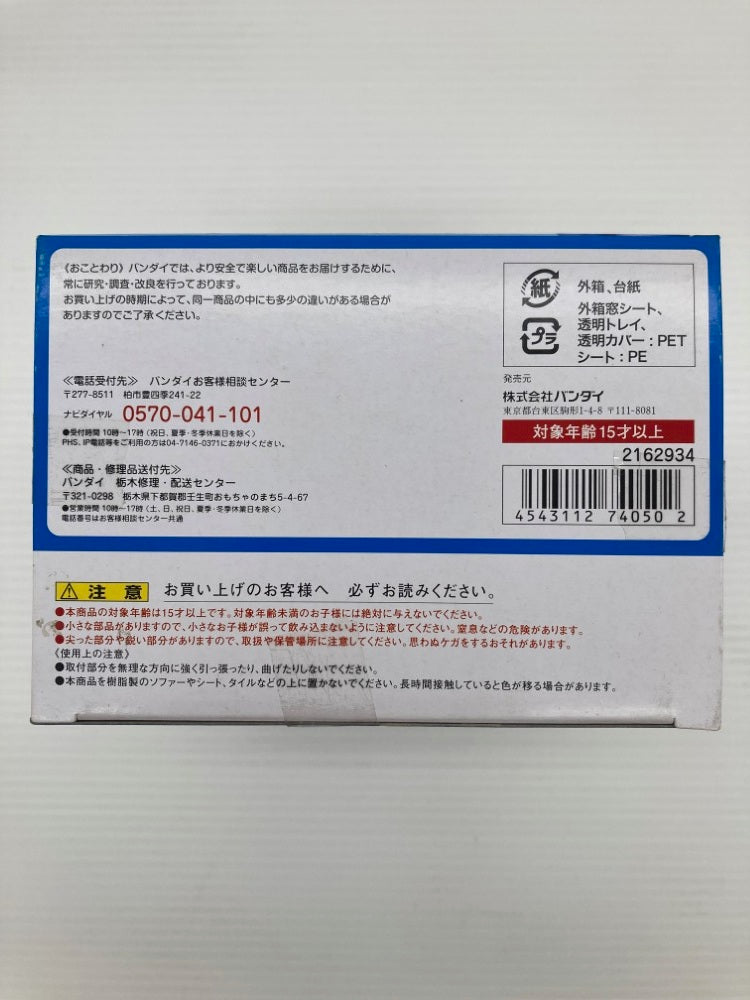 《おことわり》バンダイでは、より安全で楽しい商品をお届けするために、
常に研究・調査・改良を行っております。
お買い上げの時期によって、同一商品の中にも多少の違いがある場合が
ありますのでご了承ください。
≪電話受付先≫ バンダイお客様相談センター
〒277-8511 柏市豊四季241-22
ナビダイヤル 0570-041-101
●受付時間 10時〜17時(祝日、夏季・冬季休業日を除く)
PHS、IP電話等をご利用の方は04-7146-0371におかけください。
≪商品・修理品送付先≫
バンダイ 栃木修理・配送センター
〒321-0298 栃木県下都賀郡壬生町おもちゃのまち5-4-67
●営業時間 10時〜17時(土、日、祝日、夏季・冬季休業日を除く)
電話番号はお客様相談センター共通
紙
外箱、台紙
プラ
外箱窓シート、
透明トレイ、
透明カバー:PET
シート:PE
発売元
株式会社バンダイ
東京都台東区駒形1-4-8 〒111-8081
対象年齢15才以上
2162934
4543112 740502
注意 お買い上げのお客様へ 必ずお読みください。
●本商品の対象年齢は15才以上です。対象年齢未満のお子様には絶対に与えないでください。
●小さな部品がありますので、小さなお子様が誤って飲み込まないように注意してください。窒息などの危険があります。
●尖った部分や鋭い部分がありますので、取扱や保管場所に注意してください。思わぬケガをするおそれがあります。
〈使用上の注意〉
●取付部分を無理な方向に強く引っ張ったり、曲げたりしないでください。
●本商品を樹脂製のソファーやシート、タイルなどの上に置かないでください。長時間接触していると色が移る場合があります。